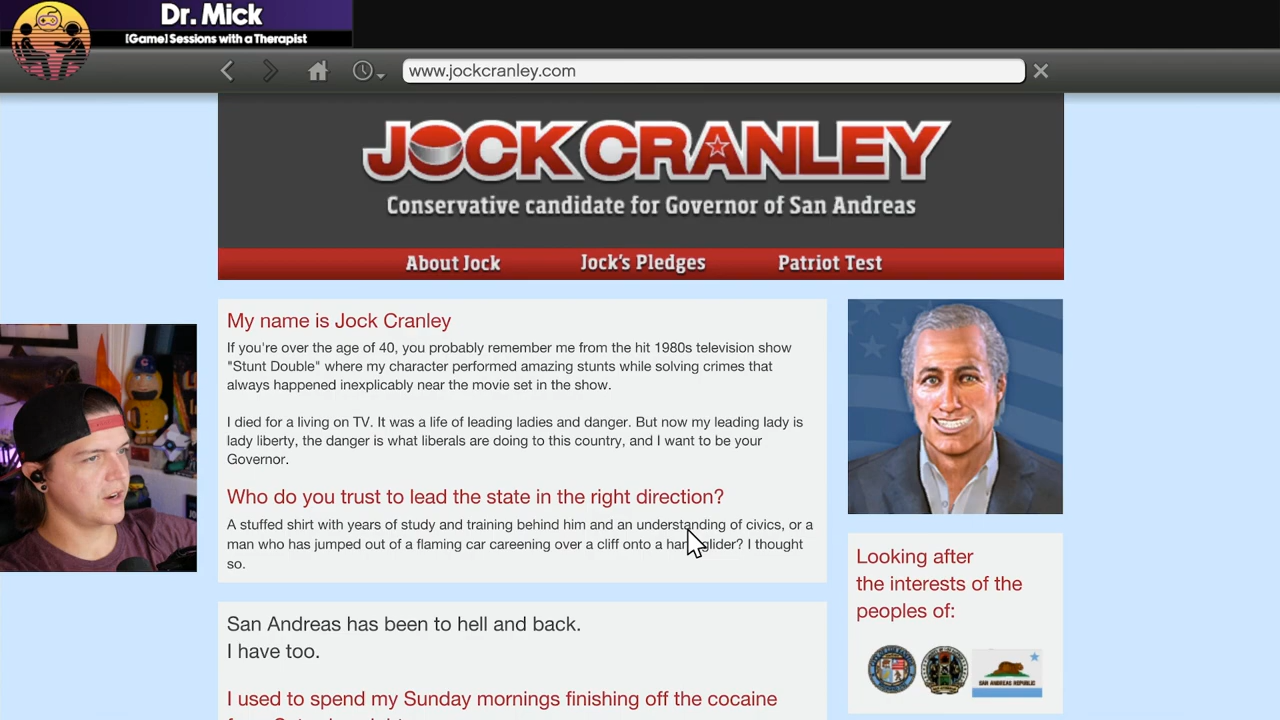 Dr. Mick
[Game] Sessions with a Therapist
www.jockcranley.com
JOCK CRANLEY
Conservative candidate for Governor of San Andreas
About Jock
Jock's Pledges
Patriot Test
My name is Jock Cranley
If you're over the age of 40, you probably remember me from the hit 1980s television show
"Stunt Double" where my character performed amazing stunts while solving crimes that
always happened inexplicably near the movie set in the show.
I died for a living on TV. It was a life of leading ladies and danger. But now my leading lady is
lady liberty, the danger is what liberals are doing to this country, and I want to be your
Governor.
Who do you trust to lead the state in the right direction?
A stuffed shirt with years of study and training behind him and an understanding of civics, or a
man who has jumped out of a flaming car careening over a cliff onto a hang glider? I thought
so.
Looking after
the interests of the
peoples of:
SAN ANDREAS REPUBLIC
San Andreas has been to hell and back.
I have too.
I used to spend my Sunday mornings finishing off the cocaine